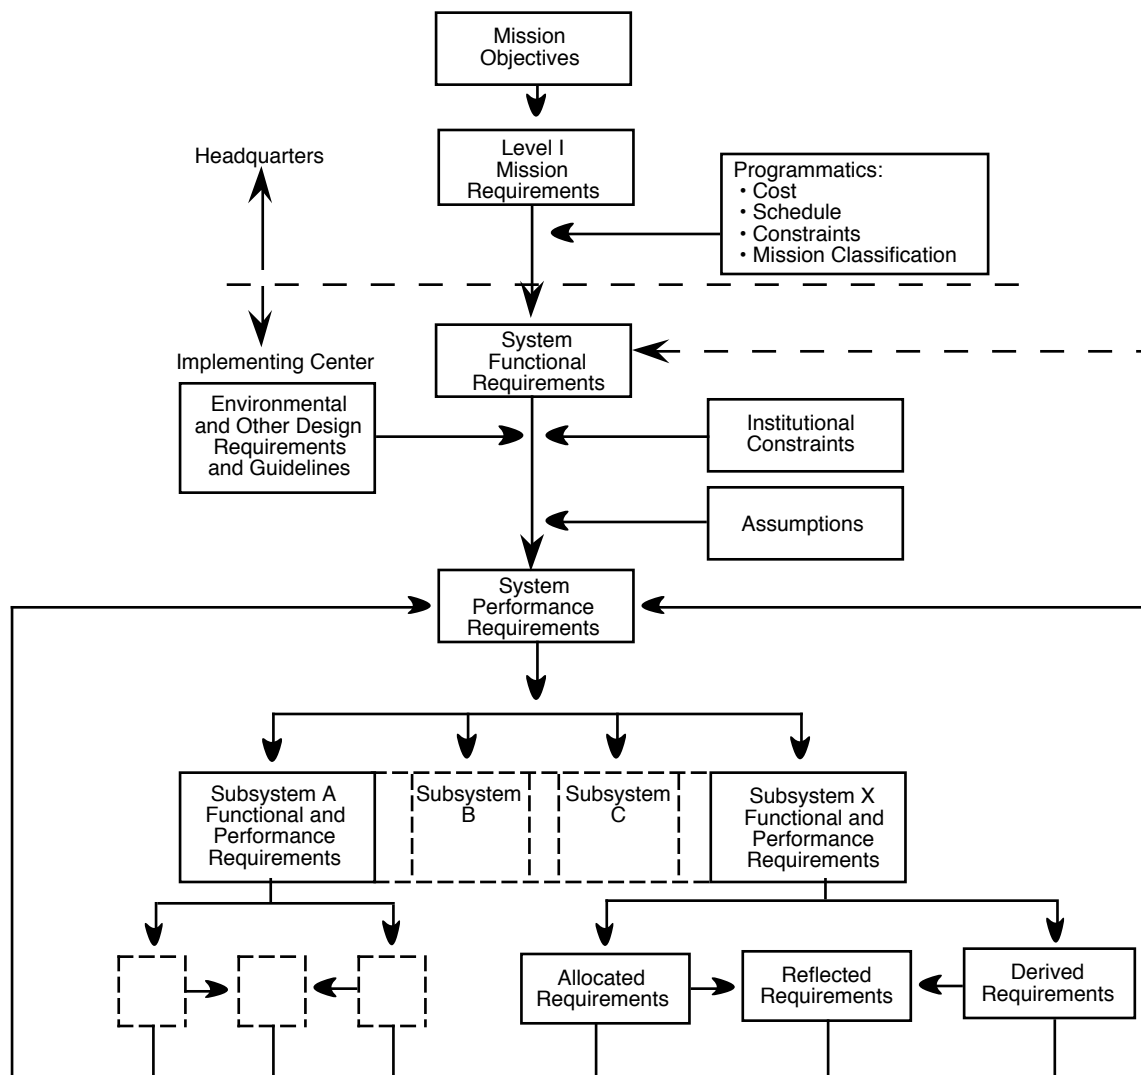 Mission
Objectives
Level I
Mission
Requirements
Headquarters
Programmatics:
• Cost
• Schedule
• Constraints
• Mission Classification
System
Functional
Requirements
Implementing Center
Environmental
and Other Design
Requirements
and Guidelines
Institutional
Constraints
Assumptions
System
Performance
Requirements
Subsystem A
Functional and
Performance
Requirements
Subsystem
B
Subsystem
C
Subsystem X
Functional and
Performance
Requirements
Allocated
Requirements
Reflected
Requirements
Derived
Requirements